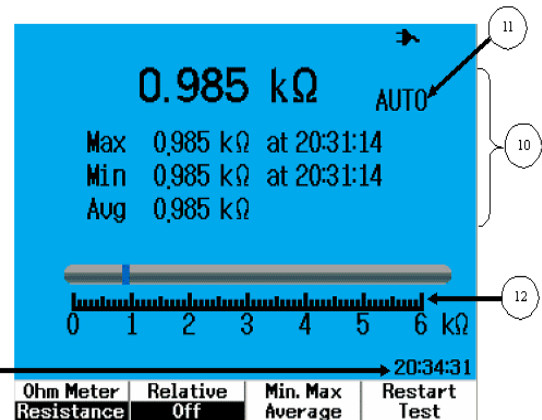 11
0.985 kΩ
AUTO
10
Max 0.985 kΩ at 20:31:14
Min 0.985 kΩ at 20:31:14
Avg 0.985 kΩ
12
0 1 2 3 4 5 6 kΩ
20:34:31
Ohm Meter Relative Min. Max Restart
Resistance Off Average Test